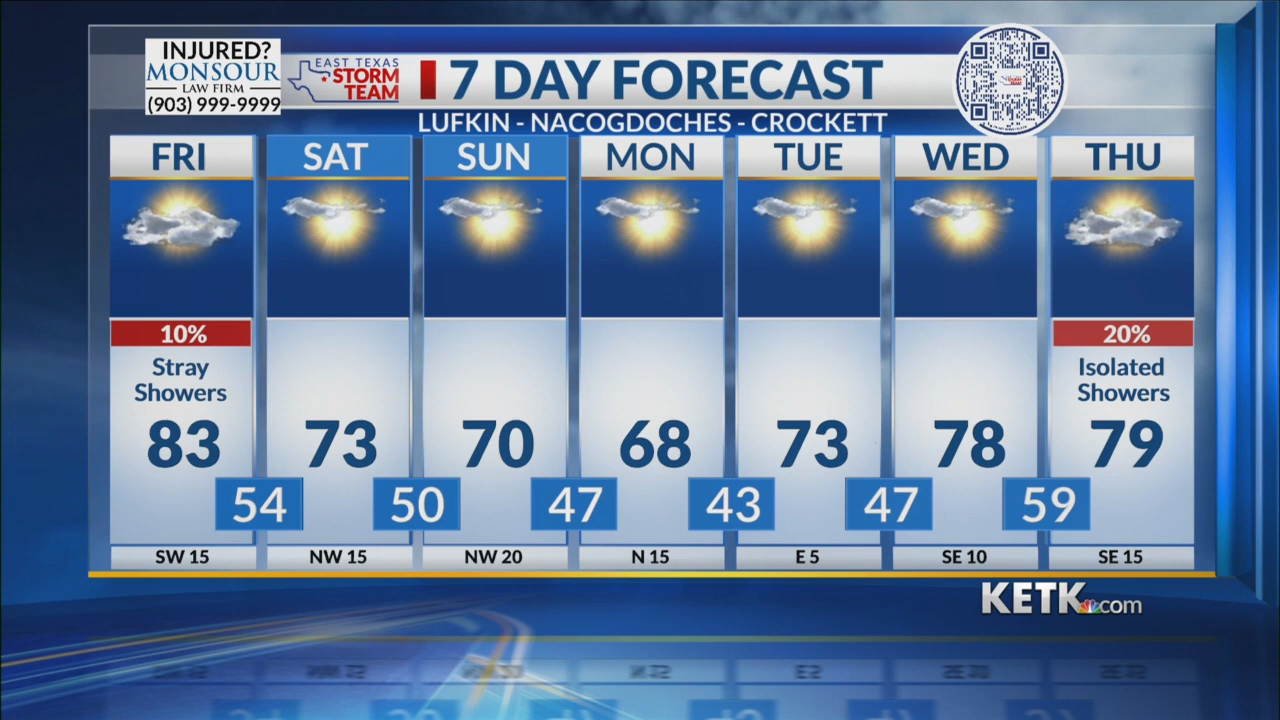 INJURED?
MONSOUR
LAW FIRM
(903) 999-9999
EAST TEXAS
STORM
TEAM
7 DAY FORECAST
LUFKIN - NACOGDOCHES - CROCKETT
FRI SAT SUN MON TUE WED THU
10% 20%
Stray Isolated
Showers Showers
83 73 70 68 73 78 79
54 50 47 43 47 59
SW 15 NW 15 NW 20 N 15 E 5 SE 10 SE 15
KETK.com